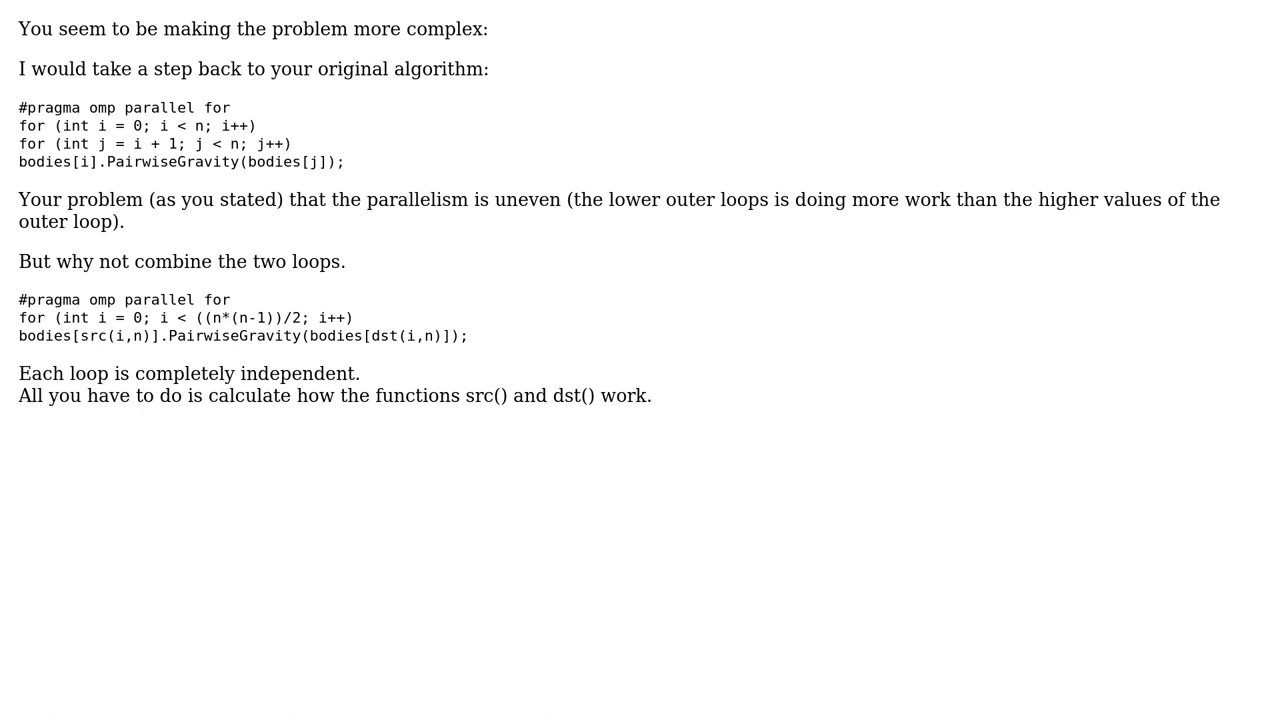 You seem to be making the problem more complex:
I would take a step back to your original algorithm:
#pragma omp parallel for
for (int i = 0; i < n; i++)
for (int j = i + 1; j < n; j++)
bodies[i].PairwiseGravity(bodies[j]);
Your problem (as you stated) that the parallelism is uneven (the lower outer loops is doing more work than the higher values of the
outer loop).
But why not combine the two loops.
#pragma omp parallel for
for (int i = 0; i < ((n*(n-1))/2; i++)
bodies[src(i,n)].PairwiseGravity(bodies[dst(i,n)]);
Each loop is completely independent.
All you have to do is calculate how the functions src() and dst() work.